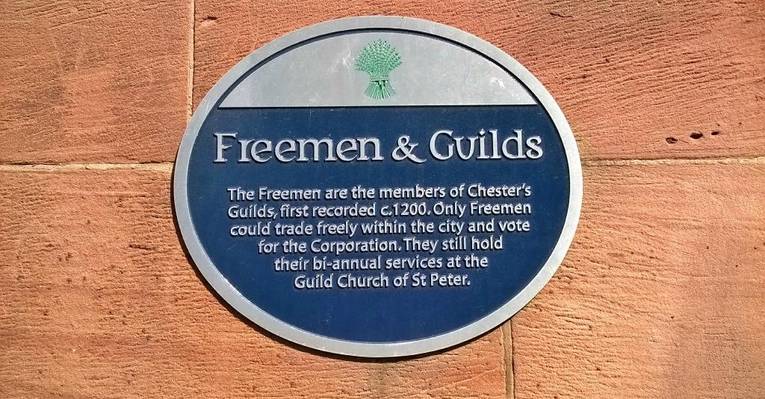 Freemen & Guilds
The Freemen are the members of Chester's
Guilds, first recorded c.1200. Only Freemen
could trade freely within the city and vote
for the Corporation. They still hold
their bi-annual services at the
Guild Church of St Peter.